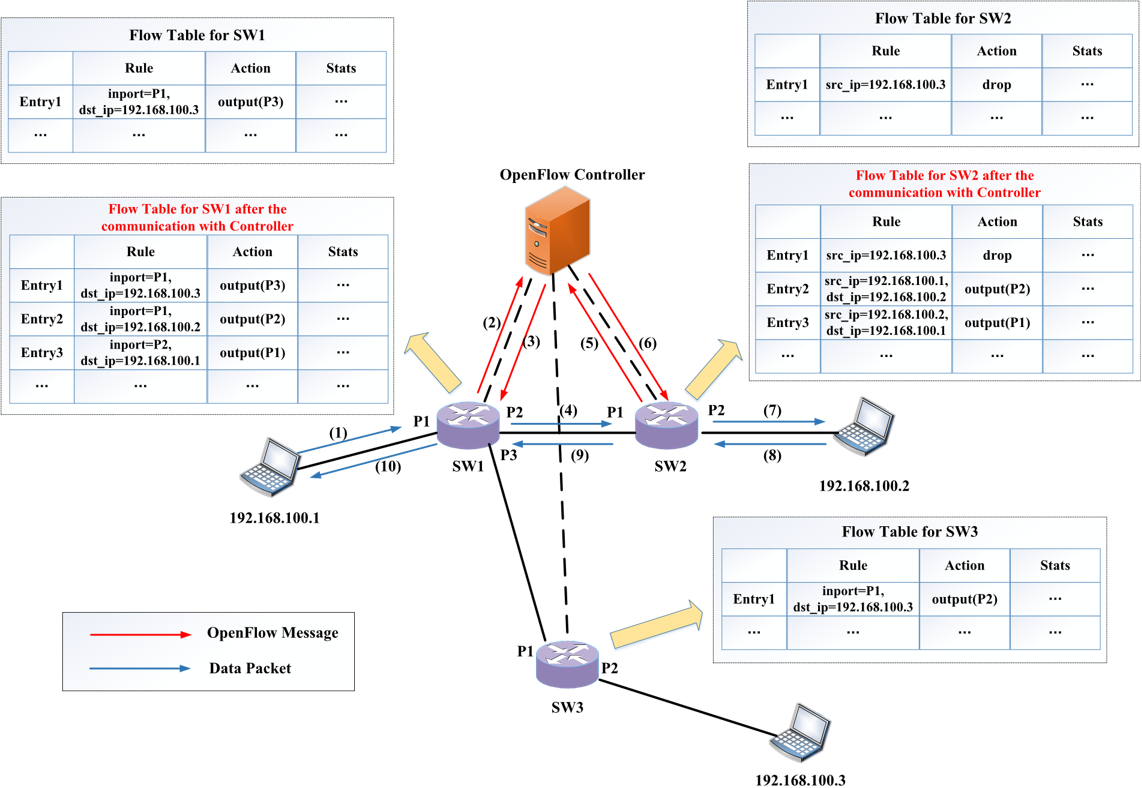 Flow Table for SW1
Rule Action Stats
Entry1 inport=P1, dst_ip=192.168.100.3 output(P3) ...
... ... ... ...
Flow Table for SW2
Rule Action Stats
Entry1 src_ip=192.168.100.3 drop ...
... ... ... ...
OpenFlow Controller
Flow Table for SW1 after the
communication with Controller
Rule Action Stats
Entry1 inport=P1, dst_ip=192.168.100.3 output(P3) ...
Entry2 inport=P1, dst_ip=192.168.100.2 output(P2) ...
Entry3 inport=P2, dst_ip=192.168.100.1 output(P1) ...
... ... ... ...
Flow Table for SW2 after the
communication with Controller
Rule Action Stats
Entry1 src_ip=192.168.100.3 drop ...
Entry2 src_ip=192.168.100.1, dst_ip=192.168.100.2 output(P2) ...
Entry3 src_ip=192.168.100.2, dst_ip=192.168.100.1 output(P1) ...
... ... ... ...
(2) (3) (5) (6)
(1) P1 P2 (4) P1 P2 (7)
(10) SW1 P3 (9) SW2 (8)
192.168.100.1
192.168.100.2
Flow Table for SW3
Rule Action Stats
Entry1 inport=P1, dst_ip=192.168.100.3 output(P2) ...
... ... ... ...
OpenFlow Message
Data Packet
P1 P2
SW3
192.168.100.3